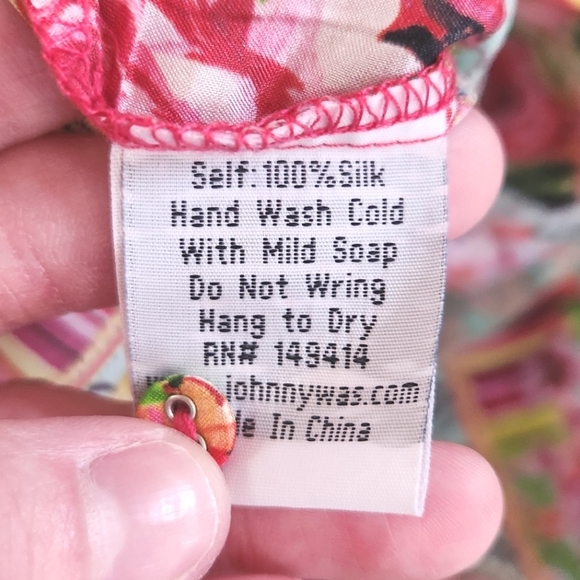 Self: 100% Silk
Hand Wash Cold
With Mild Soap
Do Not Wring
Hang to Dry
RN# 149414
johnnywas.com
In China